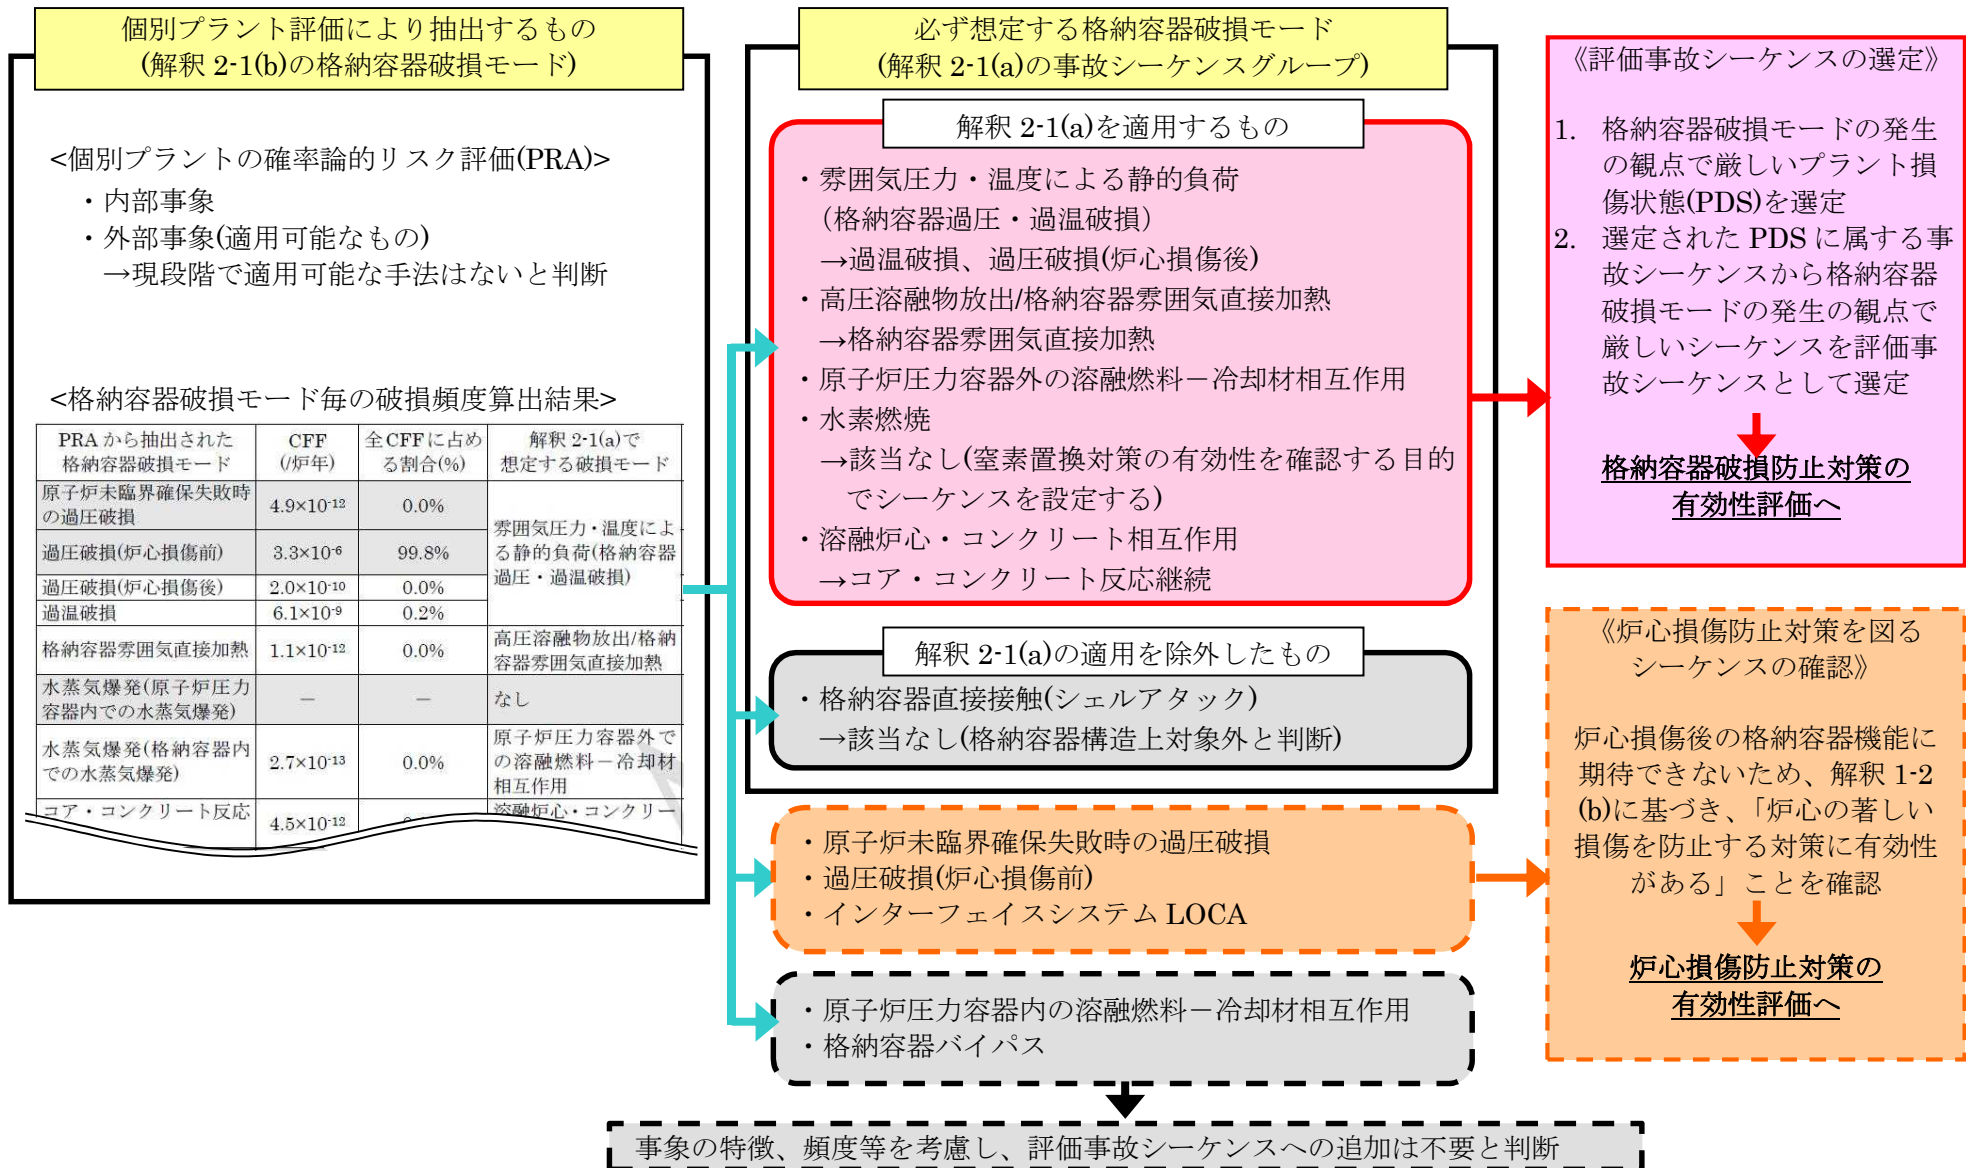 個別プラント評価により抽出するもの
(解釈 2-1(b)の格納容器破損モード)
<個別プラントの確率論的リスク評価(PRA)>
・内部事象
・外部事象(適用可能なもの)
→現段階で適用可能な手法はないと判断
<格納容器破損モード毎の破損頻度算出結果>
PRA から抽出された
格納容器破損モード
CFF
(/炉年)
全CFFに占め
る割合(%)
解釈 2-1(a)で
想定する破損モード
原子炉未臨界確保失敗時
の過圧破損
4.9×10-12
0.0%
雰囲気圧力・温度によ
る静的負荷(格納容器
過圧・過温破損)
過圧破損(炉心損傷前)
3.3×10-6
99.8%
過圧破損(炉心損傷後)
2.0×10-10
0.0%
過温破損
6.1×10-9
0.2%
格納容器雰囲気直接加熱
1.1×10-12
0.0%
高圧溶融物放出/格納
容器雰囲気直接加熱
水蒸気爆発(原子炉圧力
容器内での水蒸気爆発)
－
－
なし
水蒸気爆発(格納容器内
での水蒸気爆発)
2.7×10-13
0.0%
原子炉圧力容器外で
の溶融燃料－冷却材
相互作用
コア・コンクリート反応
4.5×10-12
溶融炉心・コンクリー
必ず想定する格納容器破損モード
(解釈 2-1(a)の事故シーケンスグループ)
解釈 2-1(a)を適用するもの
・雰囲気圧力・温度による静的負荷
（格納容器過圧・過温破損）
→過温破損、過圧破損(炉心損傷後)
・高圧溶融物放出/格納容器雰囲気直接加熱
→格納容器雰囲気直接加熱
・原子炉圧力容器外の溶融燃料－冷却材相互作用
・水素燃焼
→該当なし(窒素置換対策の有効性を確認する目的
でシーケンスを設定する)
・溶融炉心・コンクリート相互作用
→コア・コンクリート反応継続
解釈 2-1(a)の適用を除外したもの
・格納容器直接接触(シェルアタック)
→該当なし(格納容器構造上対象外と判断)
・原子炉未臨界確保失敗時の過圧破損
・過圧破損(炉心損傷前)
・インターフェイスシステム LOCA
・原子炉圧力容器内の溶融燃料－冷却材相互作用
・格納容器バイパス
事象の特徴、頻度等を考慮し、評価事故シーケンスへの追加は不要と判断
《評価事故シーケンスの選定》
1. 格納容器破損モードの発生
の観点で厳しいプラント損
傷状態(PDS)を選定
2. 選定された PDS に属する事
故シーケンスから格納容器
破損モードの発生の観点で
厳しいシーケンスを評価事
故シーケンスとして選定
格納容器破損防止対策の
有効性評価へ
《炉心損傷防止対策を図る
シーケンスの確認》
炉心損傷後の格納容器機能に
期待できないため、解釈 1-2
(b)に基づき、「炉心の著しい
損傷を防止する対策に有効性
がある」ことを確認
炉心損傷防止対策の
有効性評価へ